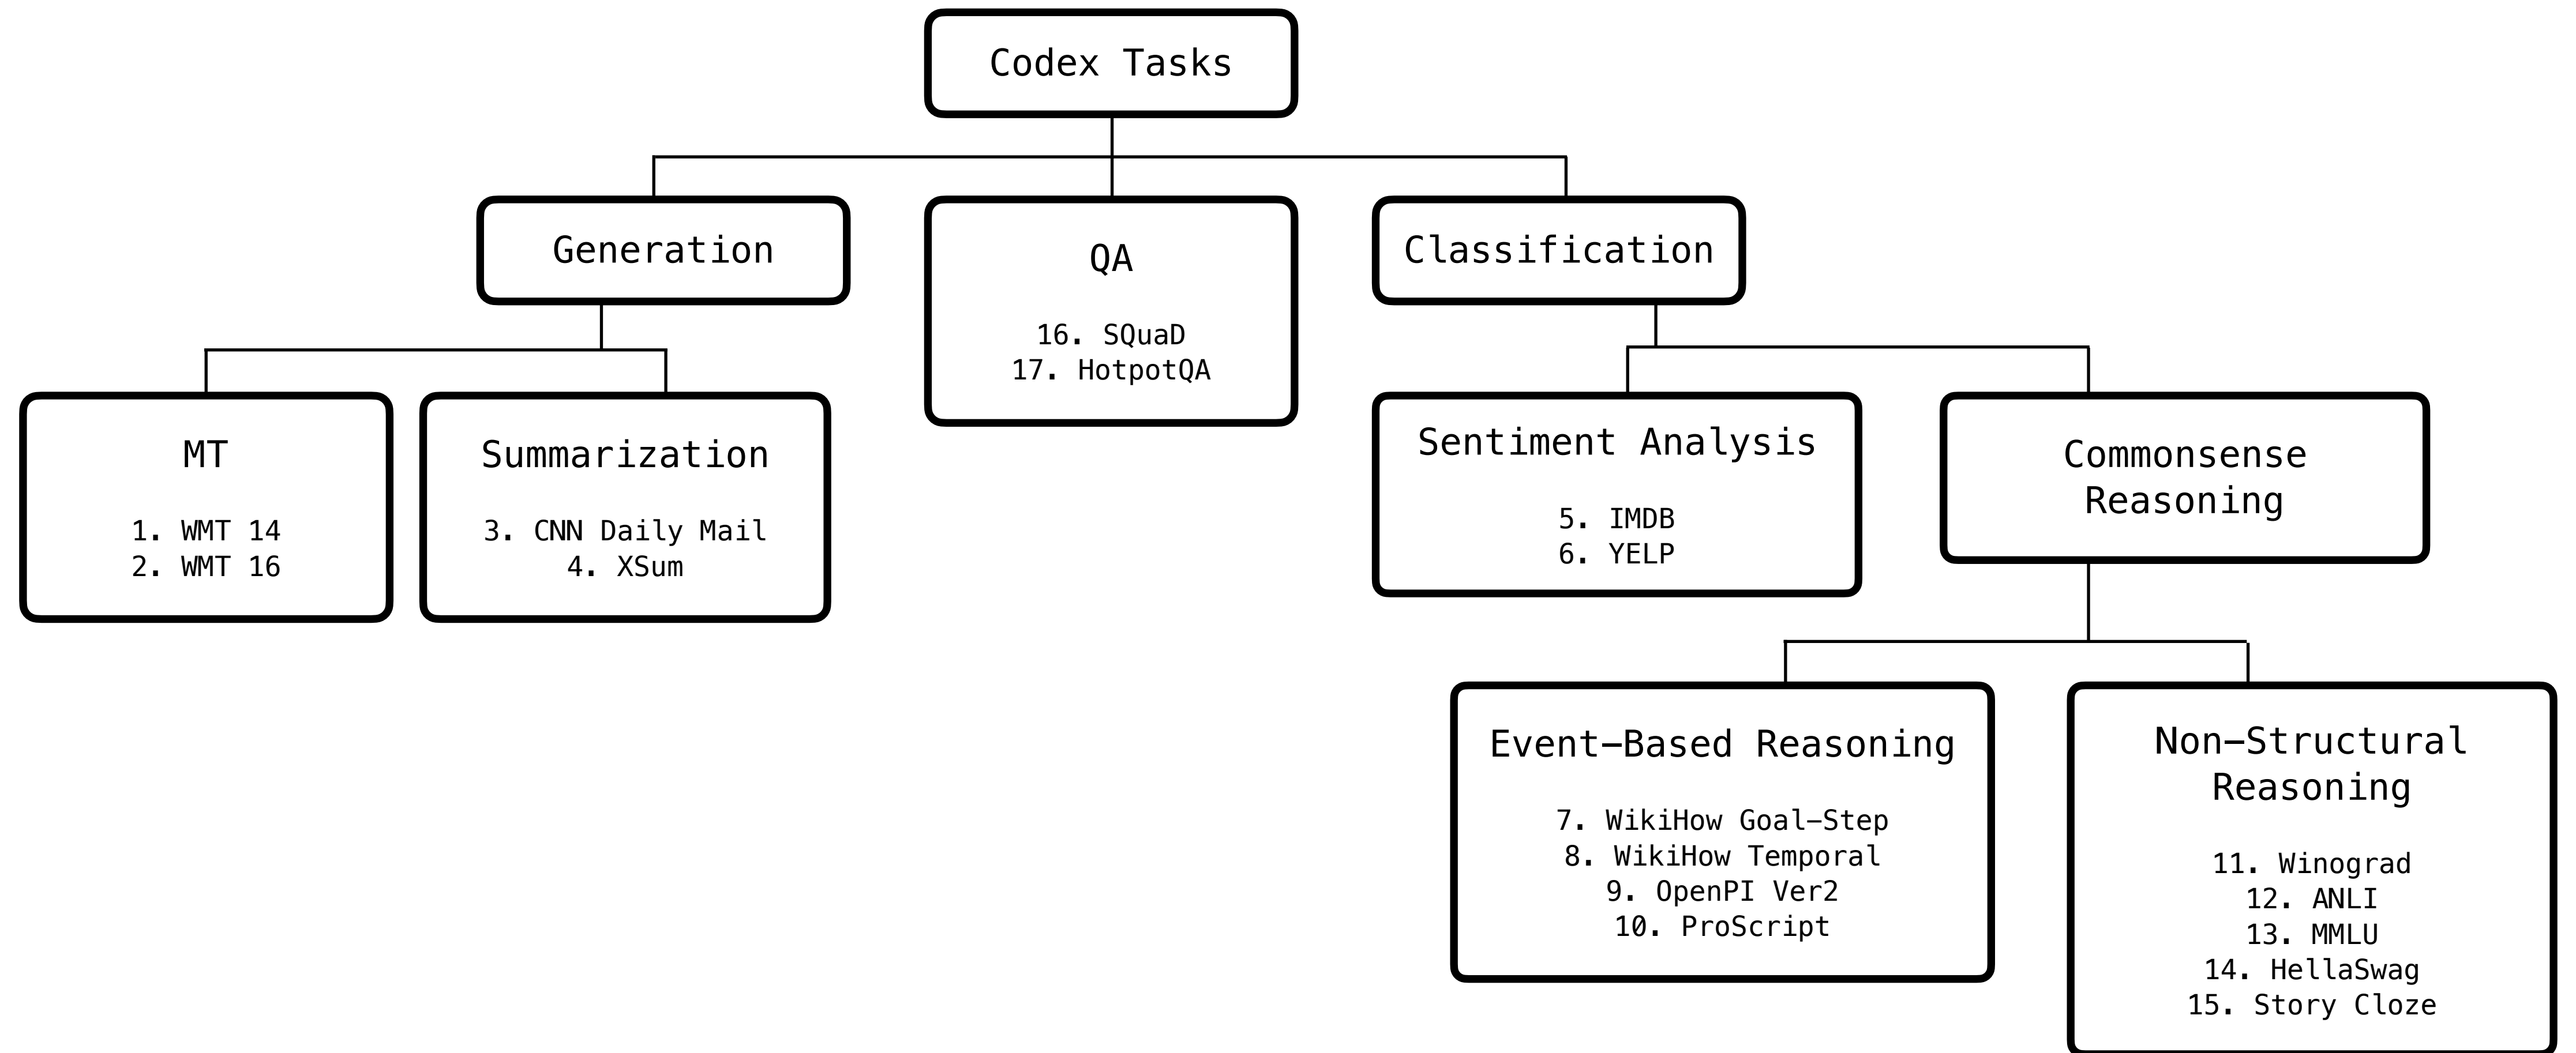 Codex Tasks
Generation
QA
16. SQuaD
17. HotpotQA
Classification
MT
1. WMT 14
2. WMT 16
Summarization
3. CNN Daily Mail
4. XSum
Sentiment Analysis
5. IMDB
6. YELP
Commonsense
Reasoning
Event-Based Reasoning
7. WikiHow Goal-Step
8. WikiHow Temporal
9. OpenPI Ver2
10. ProScript
Non-Structural
Reasoning
11. Winograd
12. ANLI
13. MMLU
14. HellaSwag
15. Story Cloze